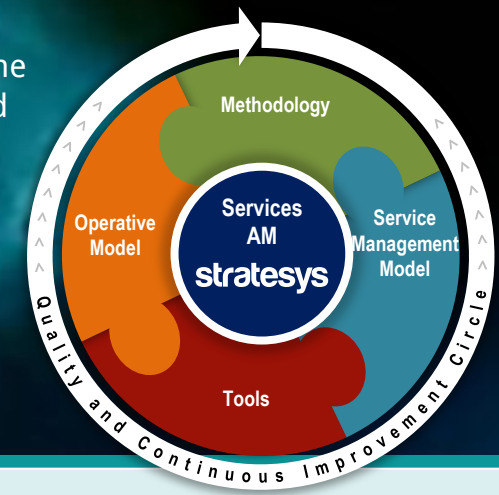 Methodology
Operative
Model
Services
AM
stratesys
Service
Management
Model
Tools
Quality and Continuous Improvement Circle